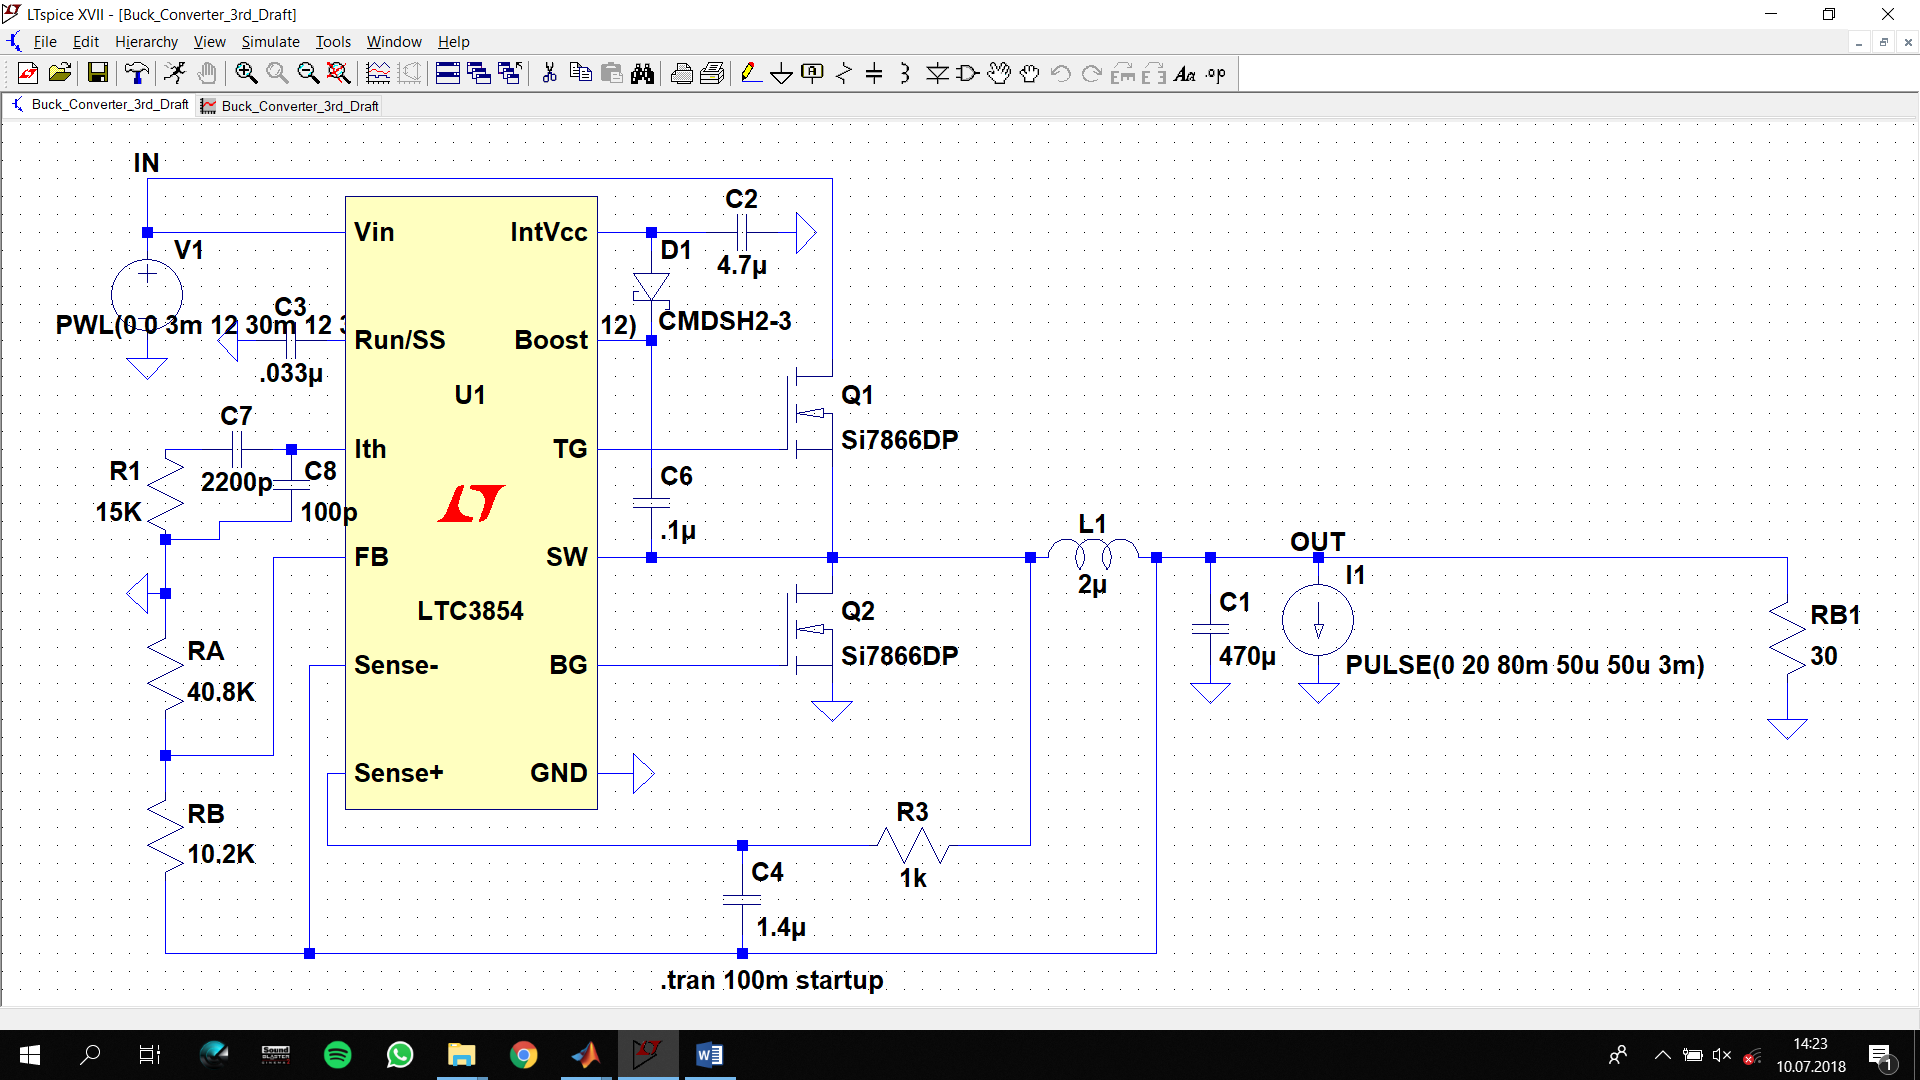 LTspice XVII - [Buck_Converter_3rd_Draft]
File Edit Hierarchy View Simulate Tools Window Help
Buck_Converter_3rd_Draft Buck_Converter_3rd_Draft
IN
V1
PWL(0 0 3m 12 30m 12
12)
C3
.033µ
C7
2200p
C8
100p
R1
15K
RA
40.8K
RB
10.2K
Vin
IntVcc
Run/SS
Boost
U1
Ith
TG
FB
SW
LTC3854
Sense-
BG
Sense+
GND
C2
4.7µ
D1
CMDSH2-3
Q1
Si7866DP
C6
.1µ
Q2
Si7866DP
L1
2µ
OUT
C1
470µ
I1
PULSE(0 20 80m 50u 50u 3m)
RB1
30
R3
1k
C4
1.4µ
.tran 100m startup
Sound
BLASTER
14:23
10.07.2018
1